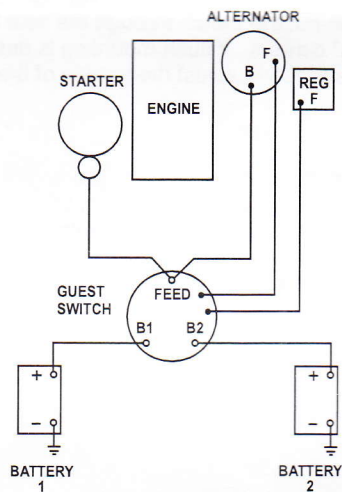 ALTERNATOR
F
B
REG
F
STARTER
ENGINE
GUEST
SWITCH
FEED
B1
B2
+
−
+
−
BATTERY
1
BATTERY
2